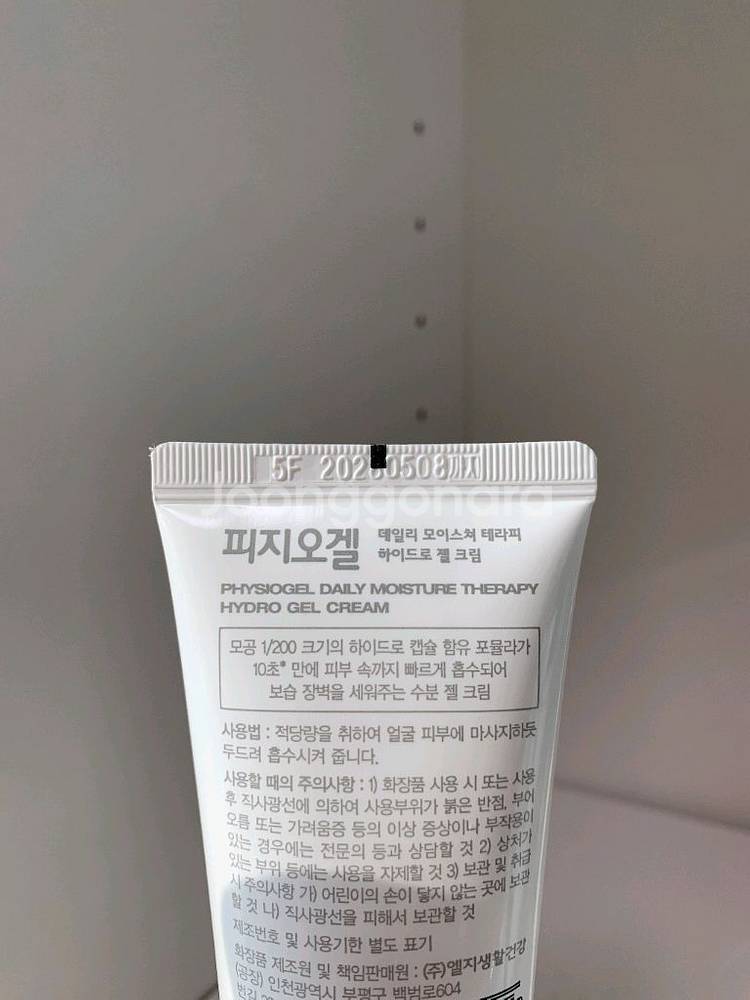 5F 20260508까지
Joonggonara
피지오겔 데일리 모이스쳐 테라피
하이드로 젤 크림
PHYSIOGEL DAILY MOISTURE THERAPY
HYDRO GEL CREAM
모공 1/200 크기의 하이드로 캡슐 함유 포뮬라가
10초* 만에 피부 속까지 빠르게 흡수되어
보습 장벽을 세워주는 수분 젤 크림
사용법 : 적당량을 취하여 얼굴 피부에 마사지하듯
두드려 흡수시켜 줍니다.
사용할 때의 주의사항 : 1) 화장품 사용 시 또는 사용
후 직사광선에 의하여 사용부위가 붉은 반점, 부어
오름 또는 가려움증 등의 이상 증상이나 부작용이
있는 경우에는 전문의 등과 상담할 것 2) 상처가
있는 부위 등에는 사용을 자제할 것 3) 보관 및 취급
시 주의사항 가) 어린이의 손이 닿지 않는 곳에 보관
할 것 나) 직사광선을 피해서 보관할 것
제조번호 및 사용기한 별도 표기
화장품 제조원 및 책임판매원 : (주)엘지생활건강
(공장) 인천광역시 부평구 백범로604
번길